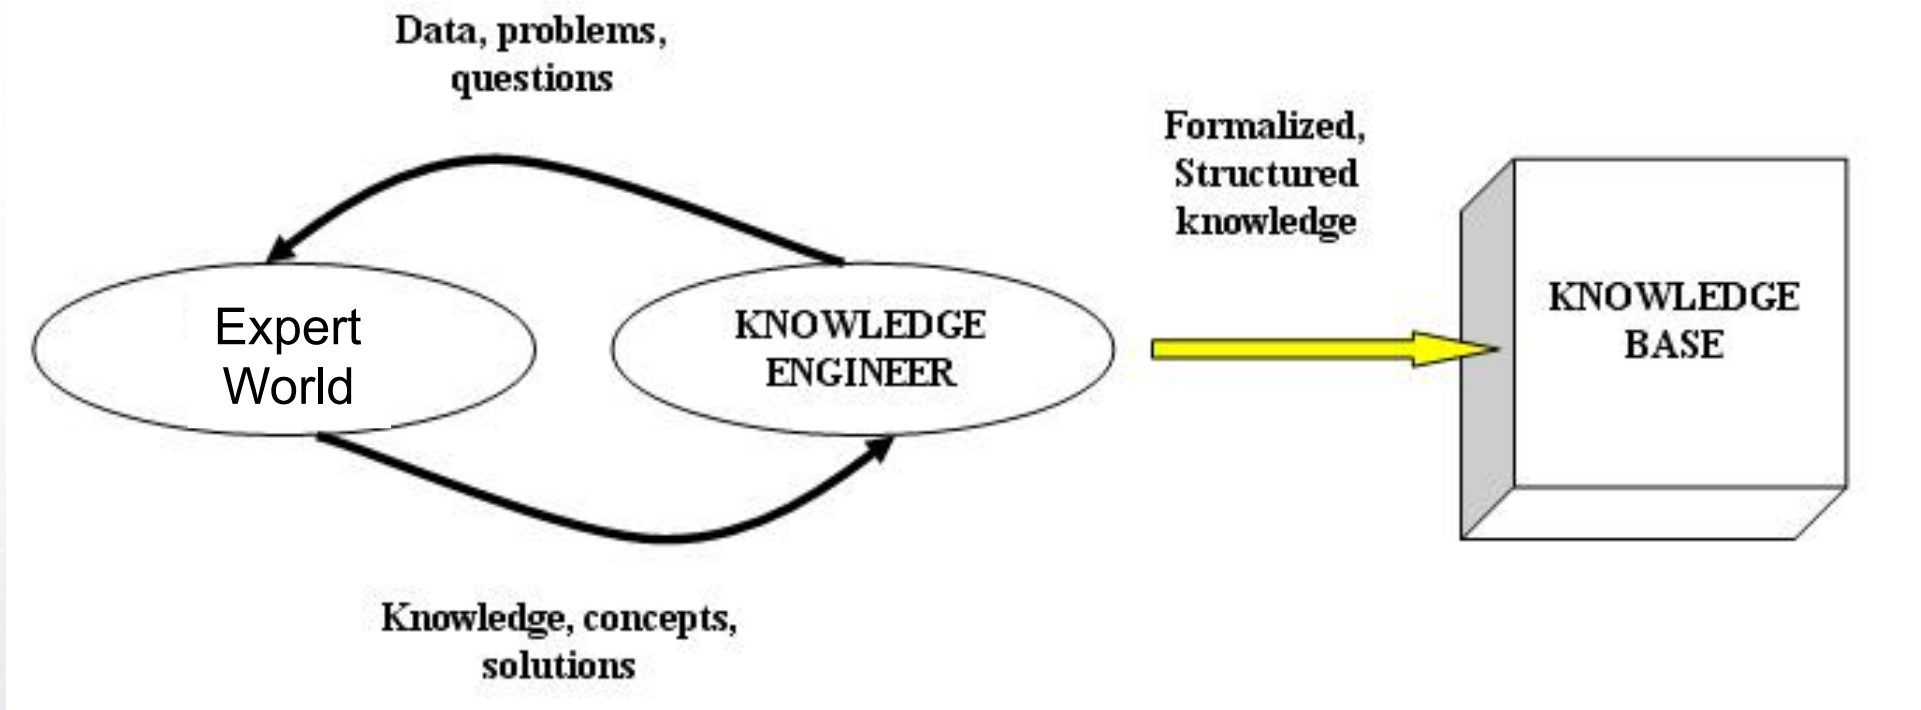 Data, problems,
questions
Formalized,
Structured
knowledge
Expert
World
KNOWLEDGE
ENGINEER
KNOWLEDGE
BASE
Knowledge, concepts,
solutions